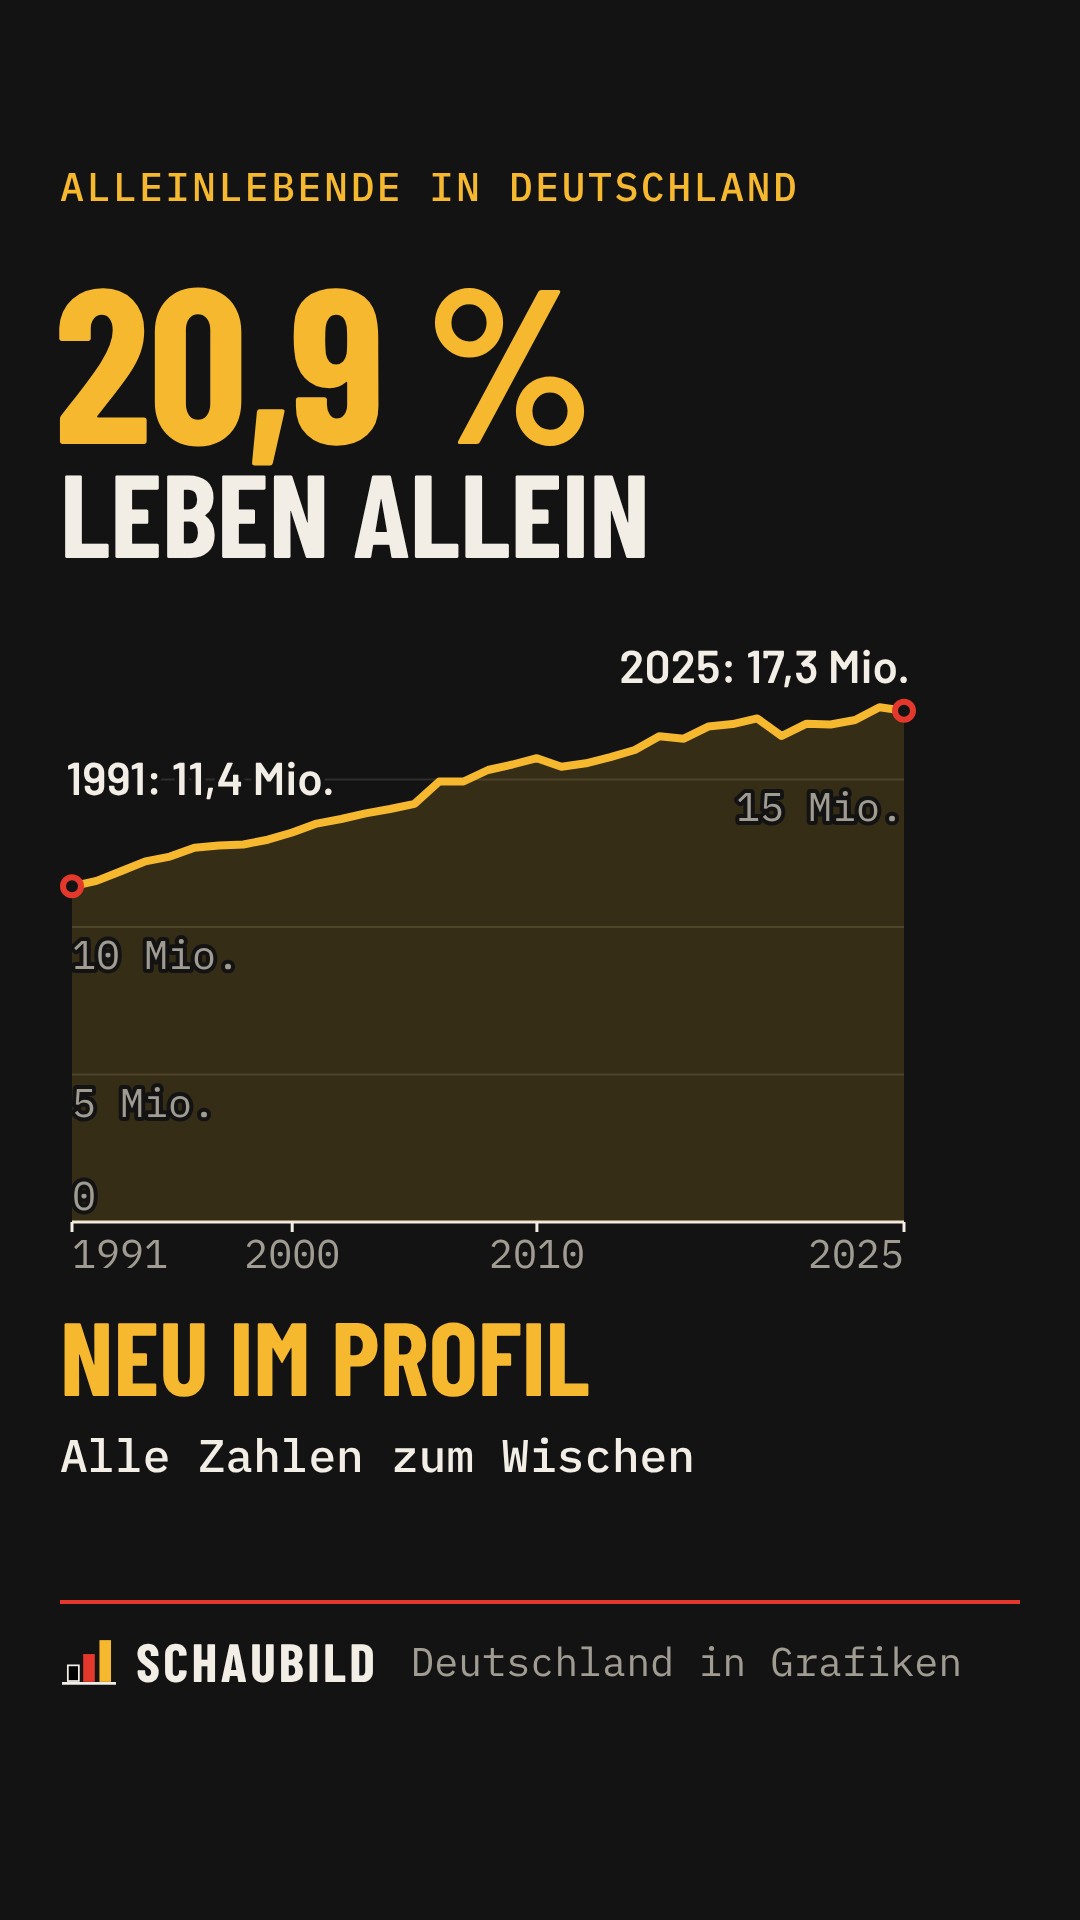 ALLEINLEBENDE IN DEUTSCHLAND
20,9 %
LEBEN ALLEIN
2025: 17,3 Mio.
1991: 11,4 Mio.
15 Mio.
10 Mio.
5 Mio.
0
1991 2000 2010 2025
NEU IM PROFIL
Alle Zahlen zum Wischen
SCHAUBILD Deutschland in Grafiken